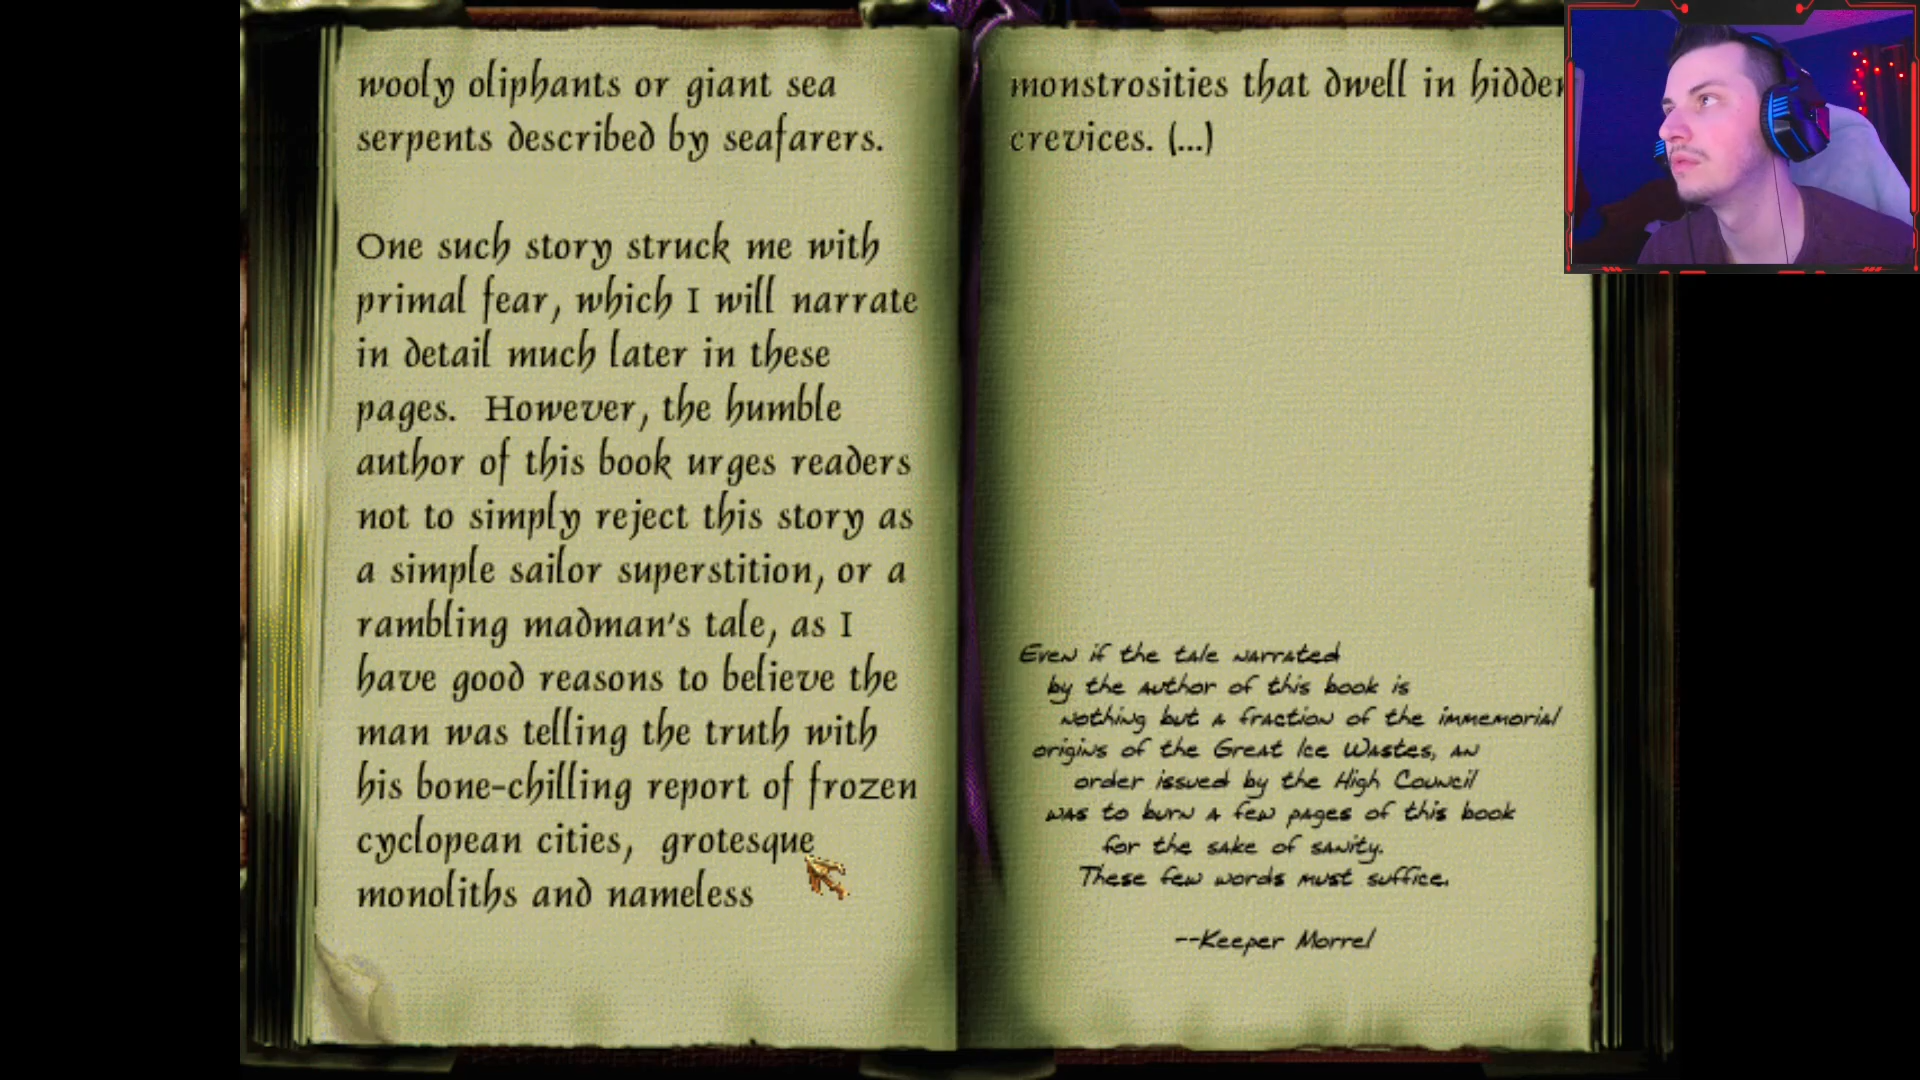 wooly oliphants or giant sea
serpents described by seafarers.
One such story struck me with
primal fear, which I will narrate
in detail much later in these
pages.  However, the humble
author of this book urges readers
not to simply reject this story as
a simple sailor superstition, or a
rambling madman's tale, as I
have good reasons to believe the
man was telling the truth with
his bone-chilling report of frozen
cyclopean cities,  grotesque
monoliths and nameless
monstrosities that dwell in hidden
crevices. (...)
Even if the tale narrated
by the author of this book is
nothing but a fraction of the immemorial
origins of the Great Ice Wastes, an
order issued by the High Council
was to burn a few pages of this book
for the sake of sanity.
These few words must suffice.
--Keeper Morrel